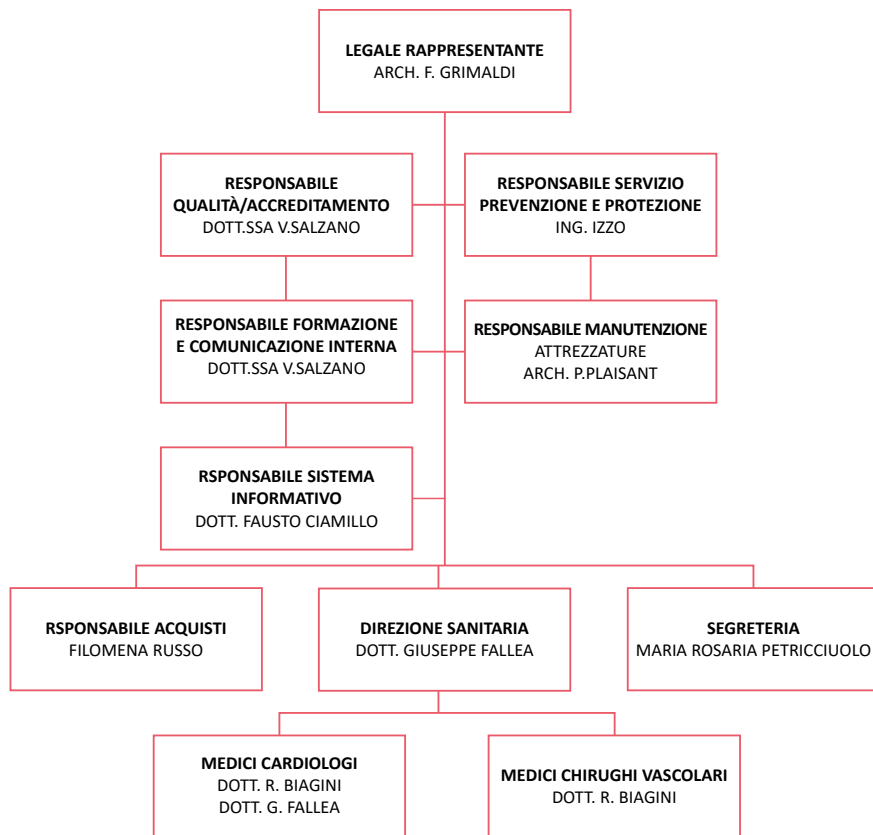 LEGALE RAPPRESENTANTE
ARCH. F. GRIMALDI
RESPONSABILE
QUALITÀ/ACCREDITAMENTO
DOTT.SSA V.SALZANO
RESPONSABILE SERVIZIO
PREVENZIONE E PROTEZIONE
ING. IZZO
RESPONSABILE FORMAZIONE
E COMUNICAZIONE INTERNA
DOTT.SSA V.SALZANO
RESPONSABILE MANUTENZIONE
ATTREZZATURE
ARCH. P.PLAISANT
RSPONSABILE SISTEMA
INFORMATIVO
DOTT. FAUSTO CIAMILLO
RSPONSABILE ACQUISTI
FILOMENA RUSSO
DIREZIONE SANITARIA
DOTT. GIUSEPPE FALLEA
SEGRETERIA
MARIA ROSARIA PETRICCIUOLO
MEDICI CARDIOLOGI
DOTT. R. BIAGINI
DOTT. G. FALLEA
MEDICI CHIRUGHI VASCOLARI
DOTT. R. BIAGINI